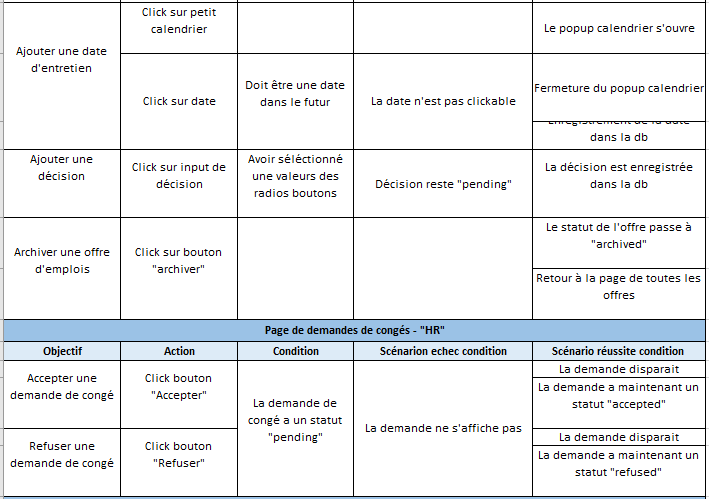 Ajouter une date
d'entretien
Click sur petit
calendrier
Le popup calendrier s'ouvre
Click sur date
Doit être une date
dans le futur
La date n'est pas clickable
Fermeture du popup calendrier
Enregistrement de la date
dans la db
Ajouter une
décision
Click sur input de
décision
Avoir séléctionné
une valeurs des
radios boutons
Décision reste "pending"
La décision est enregistrée
dans la db
Archiver une offre
d'emplois
Click sur bouton
"archiver"
Le statut de l'offre passe à
"archived"
Retour à la page de toutes les
offres
Page de demandes de congés - "HR"
Objectif
Action
Condition
Scénarion echec condition
Scénario réussite condition
Accepter une
demande de congé
Click bouton
"Accepter"
La demande de
congé a un statut
"pending"
La demande ne s'affiche pas
La demande disparait
La demande a maintenant un
statut "accepted"
Refuser une
demande de congé
Click bouton
"Refuser"
La demande disparait
La demande a maintenant un
statut "refused"